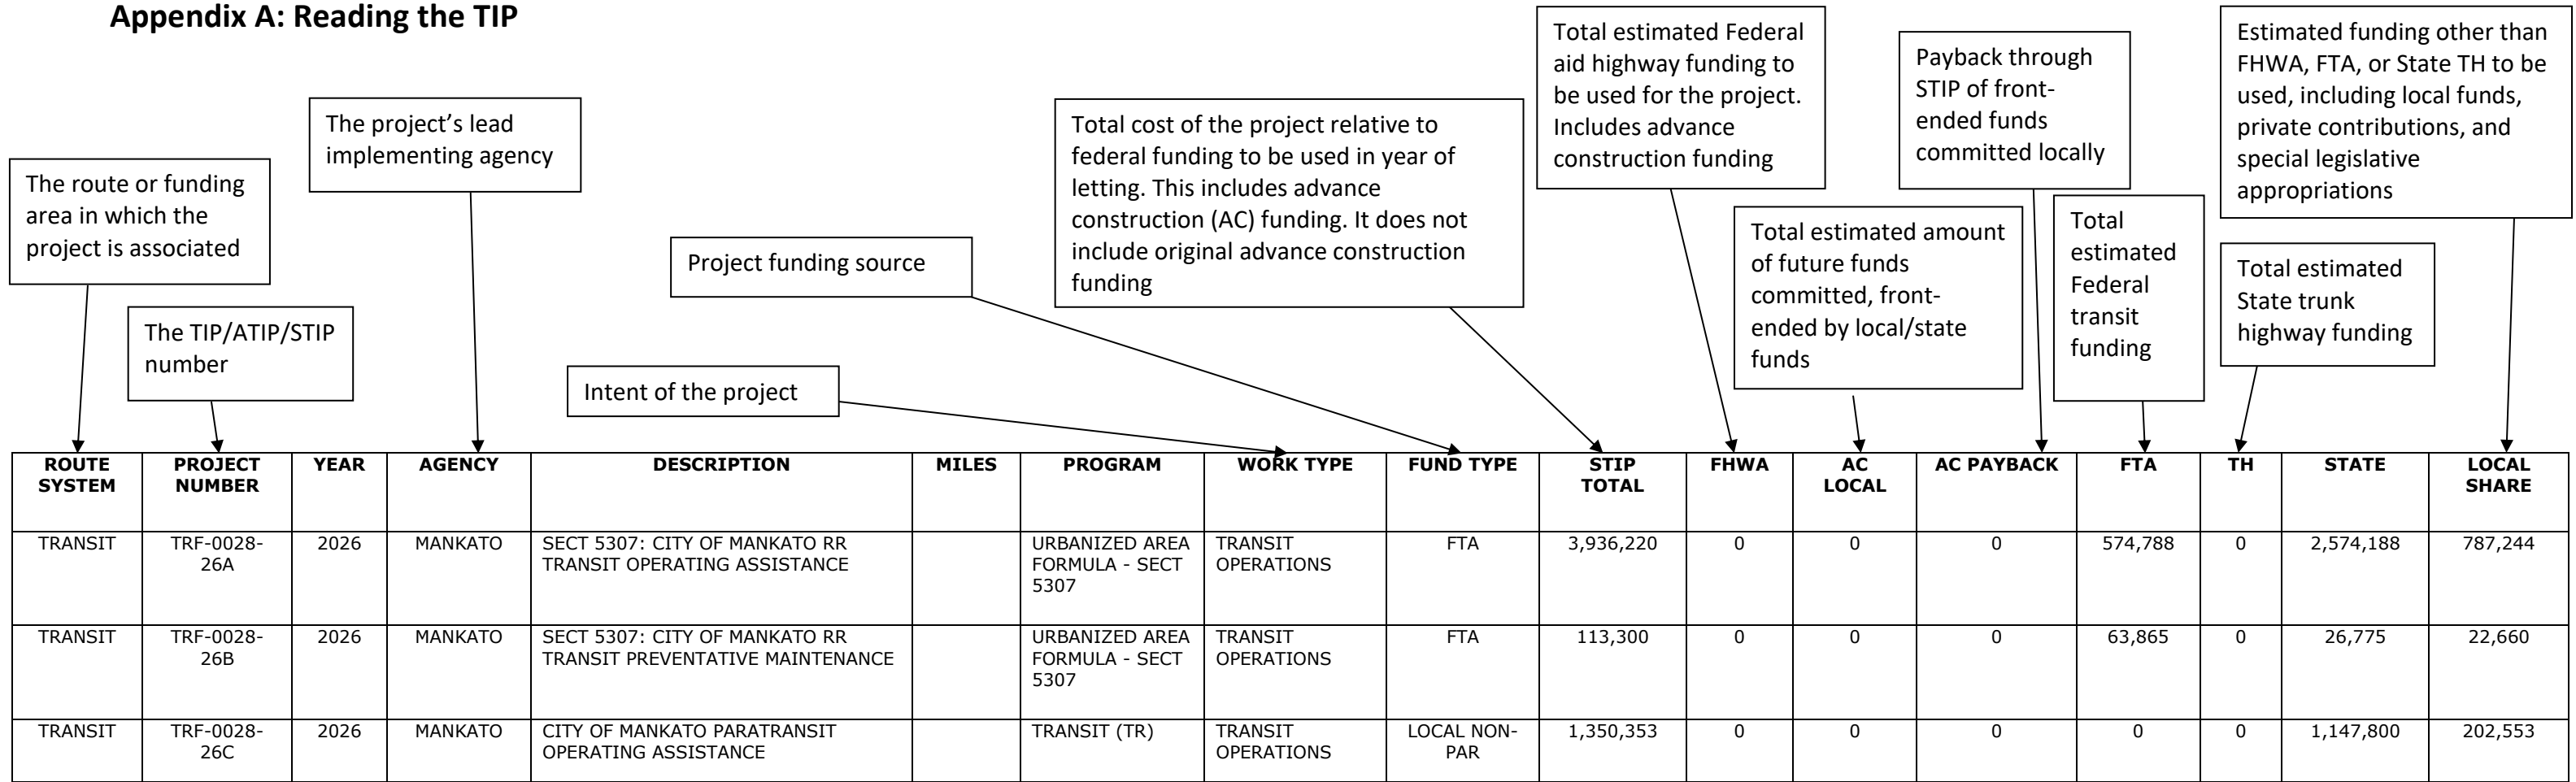 Appendix A: Reading the TIP
The route or funding
area in which the
project is associated
The TIP/ATIP/STIP
number
The project’s lead
implementing agency
Intent of the project
Project funding source
Total cost of the project relative to
federal funding to be used in year of
letting. This includes advance
construction (AC) funding. It does not
include original advance construction
funding
Total estimated Federal
aid highway funding to
be used for the project.
Includes advance
construction funding
Total estimated amount
of future funds
committed, front-
ended by local/state
funds
Payback through
STIP of front-
ended funds
committed locally
Total
estimated
Federal
transit
funding
Total estimated
State trunk
highway funding
Estimated funding other than
FHWA, FTA, or State TH to be
used, including local funds,
private contributions, and
special legislative
appropriations
ROUTE PROJECT YEAR AGENCY DESCRIPTION MILES PROGRAM WORK TYPE FUND TYPE STIP FHWA AC AC PAYBACK FTA TH STATE LOCAL
SYSTEM NUMBER TOTAL LOCAL SHARE
TRANSIT TRF-0028- 2026 MANKATO SECT 5307: CITY OF MANKATO RR URBANIZED AREA TRANSIT FTA 3,936,220 0 0 0 574,788 0 2,574,188 787,244
26A TRANSIT OPERATING ASSISTANCE FORMULA - SECT OPERATIONS
5307
TRANSIT TRF-0028- 2026 MANKATO SECT 5307: CITY OF MANKATO RR URBANIZED AREA TRANSIT FTA 113,300 0 0 0 63,865 0 26,775 22,660
26B TRANSIT PREVENTATIVE MAINTENANCE FORMULA - SECT OPERATIONS
5307
TRANSIT TRF-0028- 2026 MANKATO CITY OF MANKATO PARATRANSIT TRANSIT (TR) TRANSIT LOCAL NON- 1,350,353 0 0 0 0 0 1,147,800 202,553
26C OPERATING ASSISTANCE OPERATIONS PAR